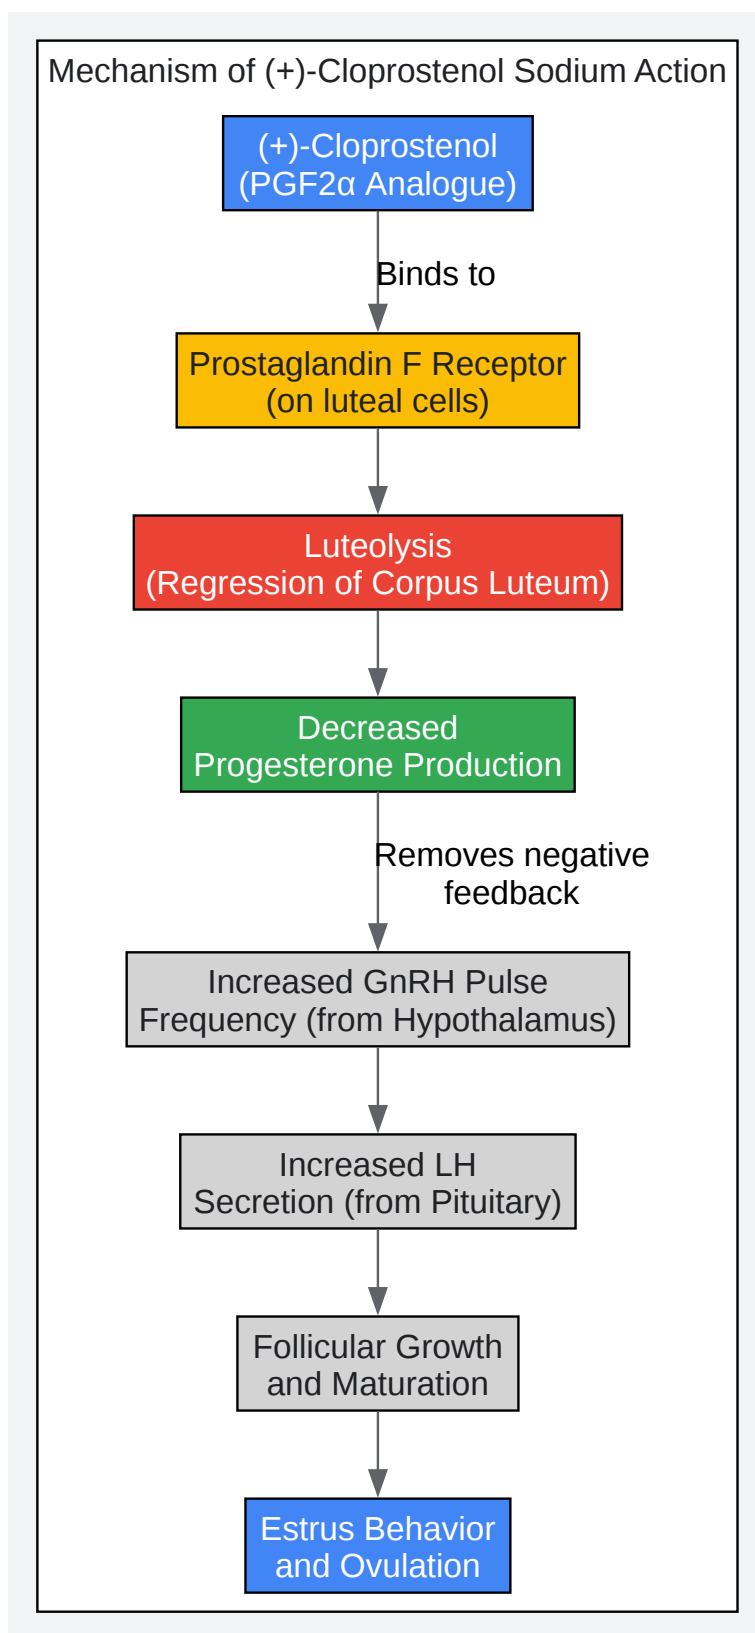 Mechanism of (+)-Cloprostenol Sodium Action
(+)-Cloprostenol
(PGF2α Analogue)
Binds to
Prostaglandin F Receptor
(on luteal cells)
Luteolysis
(Regression of Corpus Luteum)
Decreased
Progesterone Production
Removes negative
feedback
Increased GnRH Pulse
Frequency (from Hypothalamus)
Increased LH
Secretion (from Pituitary)
Follicular Growth
and Maturation
Estrus Behavior
and Ovulation